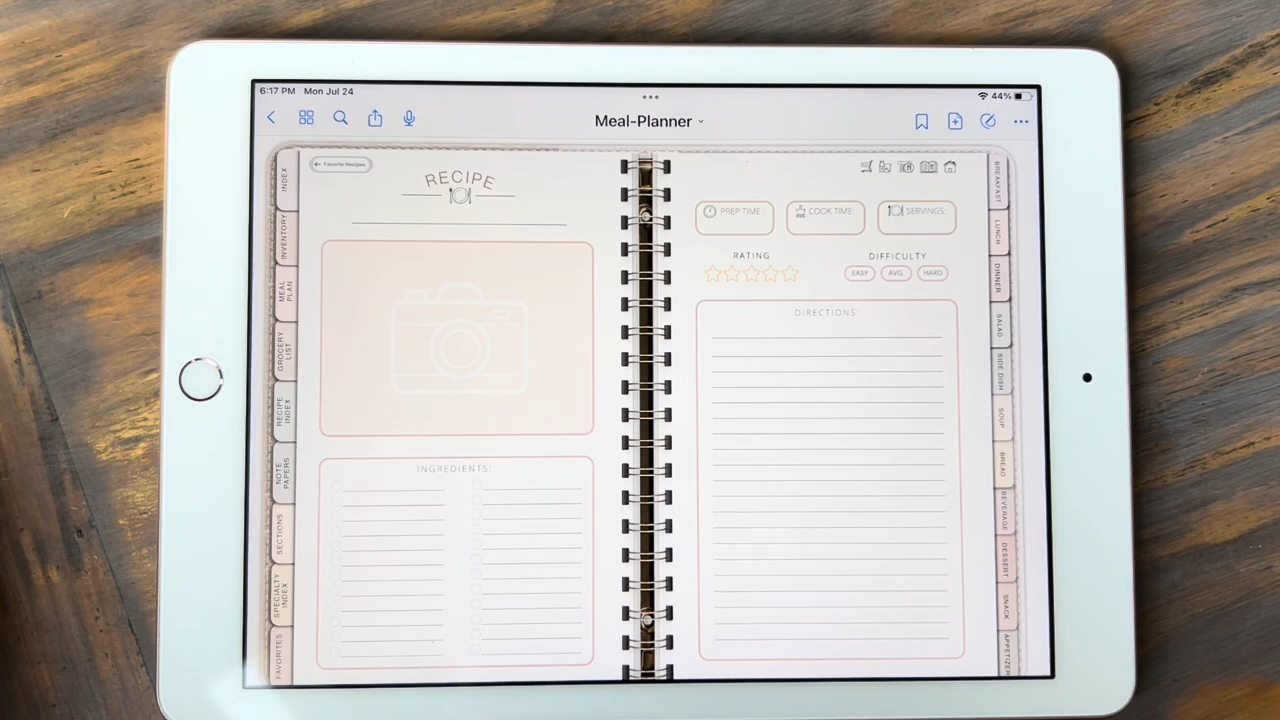 6:17 PM Mon Jul 24
44%
Meal-Planner
INDEX
INVENTORY
MEAL
PLAN
GROCERY
LIST
RECIPE
INDEX
NOTE
PAPERS
SECTIONS
SPECIALTY
INDEX
FAVORITES
Favorite Recipes
RECIPE
INGREDIENTS:
PREP TIME:
COOK TIME:
SERVINGS:
RATING
DIFFICULTY
EASY
AVG.
HARD
DIRECTIONS:
BREAKFAST
LUNCH
DINNER
SALAD
SIDE DISH
SOUP
BREAD
BEVERAGE
DESSERT
SNACK
APPETIZER